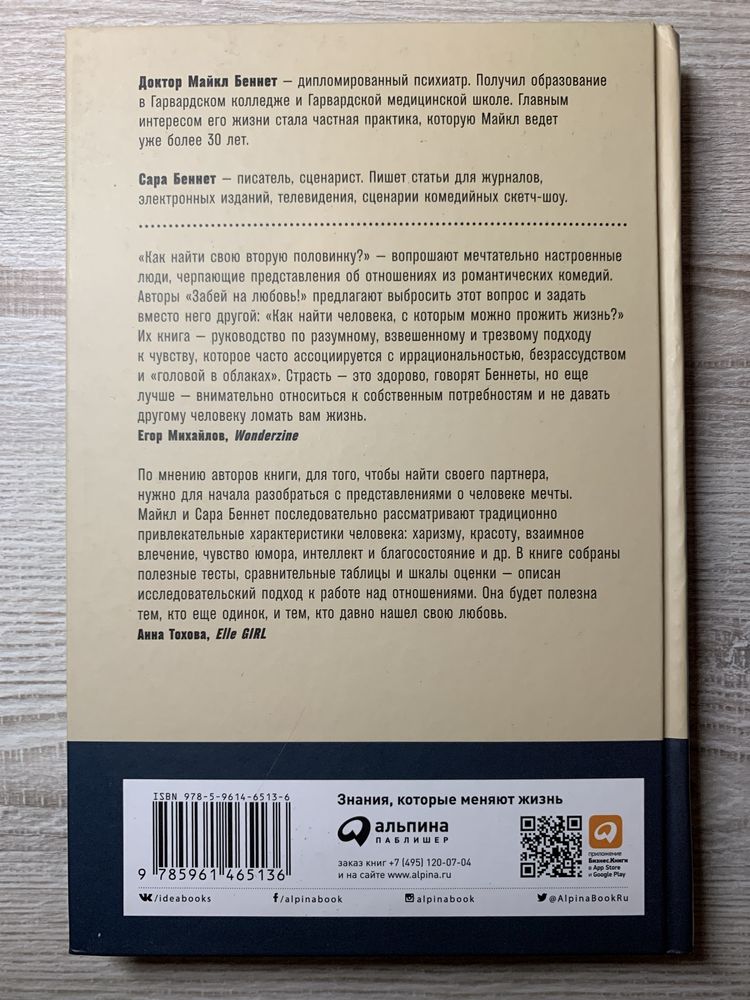 Доктор Майкл Беннет — дипломированный психиатр. Получил образование
в Гарвардском колледже и Гарвардской медицинской школе. Главным
интересом его жизни стала частная практика, которую Майкл ведет
уже более 30 лет.
Сара Беннет — писатель, сценарист. Пишет статьи для журналов,
электронных изданий, телевидения, сценарии комедийных скетч-шоу.
«Как найти свою вторую половинку?» — вопрошают мечтательно настроенные
люди, черпающие представления об отношениях из романтических комедий.
Авторы «Забей на любовь!» предлагают выбросить этот вопрос и задать
вместо него другой: «Как найти человека, с которым можно прожить жизнь?»
Их книга — руководство по разумному, взвешенному и трезвому подходу
к чувству, которое часто ассоциируется с иррациональностью, безрассудством
и «головой в облаках». Страсть — это здорово, говорят Беннеты, но еще
лучше — внимательно относиться к собственным потребностям и не давать
другому человеку ломать вам жизнь.
Егор Михайлов, Wonderzine
По мнению авторов книги, для того, чтобы найти своего партнера,
нужно для начала разобраться с представлениями о человеке мечты.
Майкл и Сара Беннет последовательно рассматривают традиционно
привлекательные характеристики человека: харизму, красоту, взаимное
влечение, чувство юмора, интеллект и благосостояние и др. В книге собраны
полезные тесты, сравнительные таблицы и шкалы оценки — описан
исследовательский подход к работе над отношениями. Она будет полезна
тем, кто еще одинок, и тем, кто давно нашел свою любовь.
Анна Тохова, Elle GIRL
ISBN 978-5-9614-6513-6
9 785961 465136
Знания, которые меняют жизнь
альпина
ПАБЛИШЕР
заказ книг +7 (495) 120-07-04
и на сайте www.alpina.ru
приложение
Бизнес.Книги
в App Store
и Google Play
/ideabooks
/alpinabook
alpinabook
@AlpinaBookRu